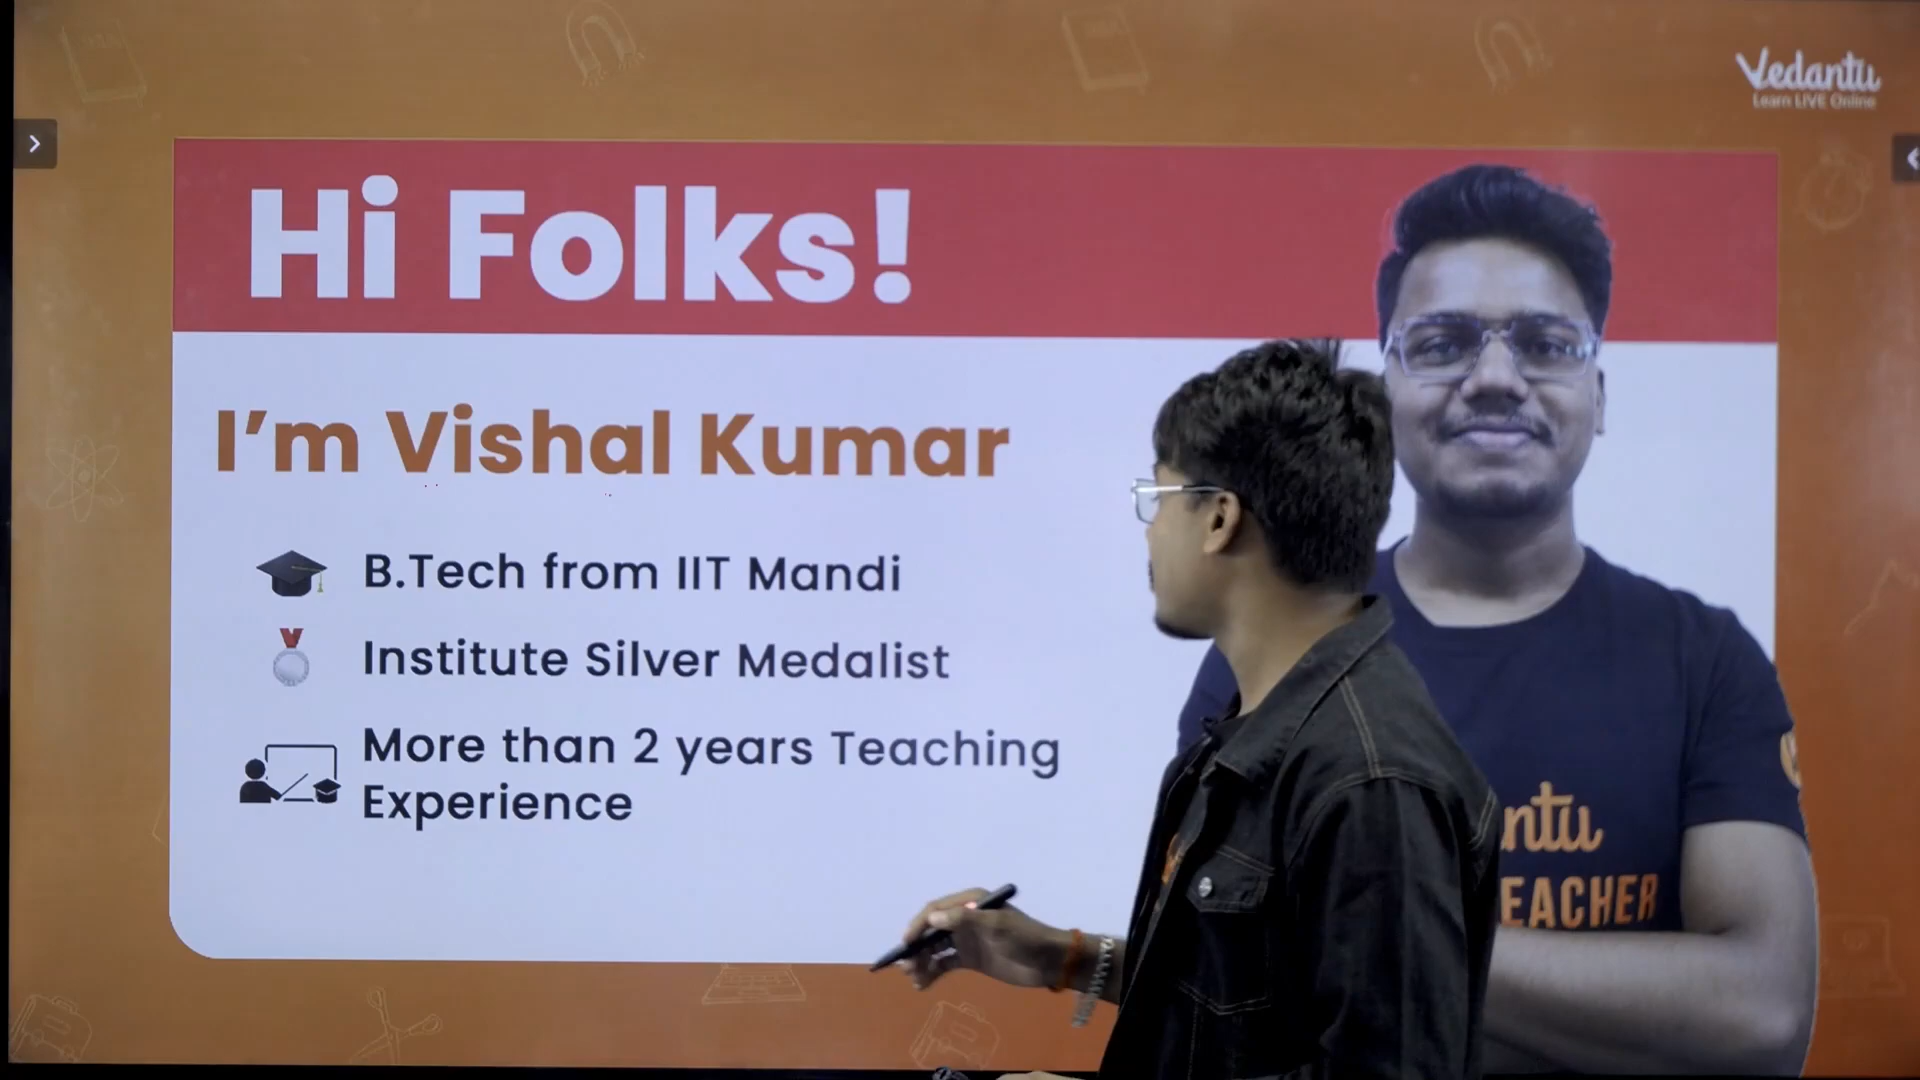 Vedantu
Learn LIVE Online
Hi Folks!
I'm Vishal Kumar
B.Tech from IIT Mandi
Institute Silver Medalist
More than 2 years Teaching
Experience
ntu
EACHER